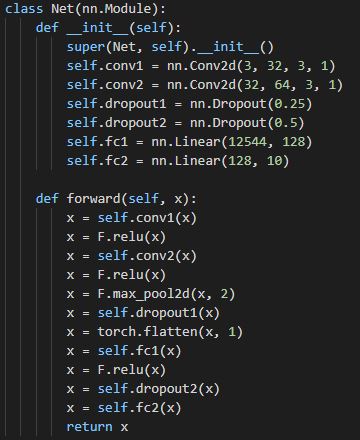 class Net(nn.Module):
    def __init__(self):
        super(Net, self).__init__()
        self.conv1 = nn.Conv2d(3, 32, 3, 1)
        self.conv2 = nn.Conv2d(32, 64, 3, 1)
        self.dropout1 = nn.Dropout(0.25)
        self.dropout2 = nn.Dropout(0.5)
        self.fc1 = nn.Linear(12544, 128)
        self.fc2 = nn.Linear(128, 10)

    def forward(self, x):
        x = self.conv1(x)
        x = F.relu(x)
        x = self.conv2(x)
        x = F.relu(x)
        x = F.max_pool2d(x, 2)
        x = self.dropout1(x)
        x = torch.flatten(x, 1)
        x = self.fc1(x)
        x = F.relu(x)
        x = self.dropout2(x)
        x = self.fc2(x)
        return x